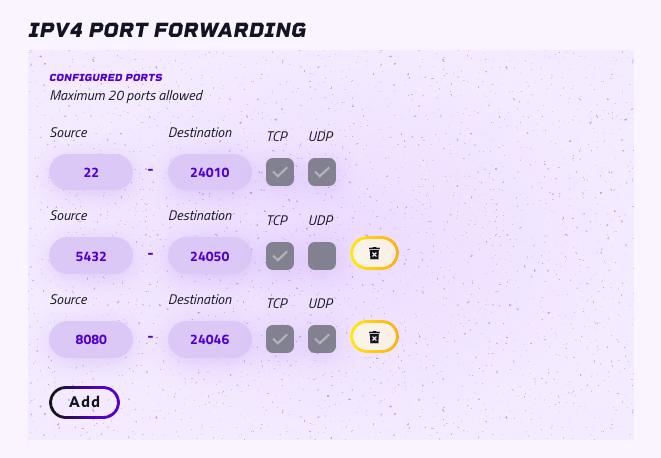 IPV4 PORT FORWARDING
CONFIGURED PORTS
Maximum 20 ports allowed
Source Destination TCP UDP
22 - 24010
Source Destination TCP UDP
5432 - 24050
Source Destination TCP UDP
8080 - 24046
Add